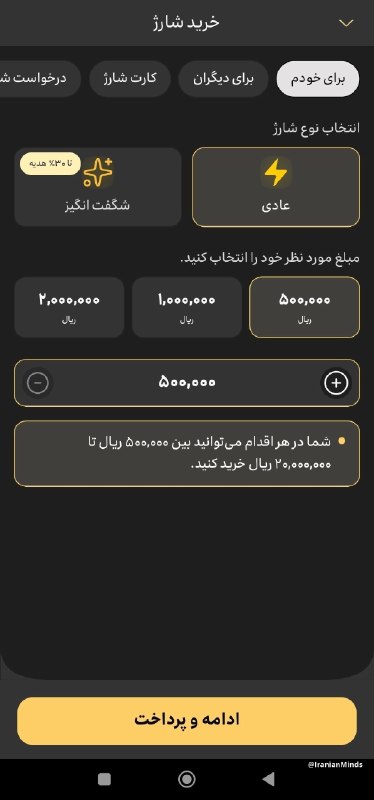 خرید شارژ
برای خودم
برای دیگران
کارت شارژ
درخواست ش
انتخاب نوع شارژ
عادی
تا ۳۰٪ هدیه
شگفت انگیز
مبلغ مورد نظر خود را انتخاب کنید.
۵۰۰,۰۰۰
ریال
۱,۰۰۰,۰۰۰
ریال
۲,۰۰۰,۰۰۰
ریال
۵۰۰,۰۰۰
شما در هر اقدام می‌توانید بین ۵۰۰,۰۰۰ ریال تا
۲۰,۰۰۰,۰۰۰ ریال خرید کنید.
ادامه و پرداخت
@IranianMinds